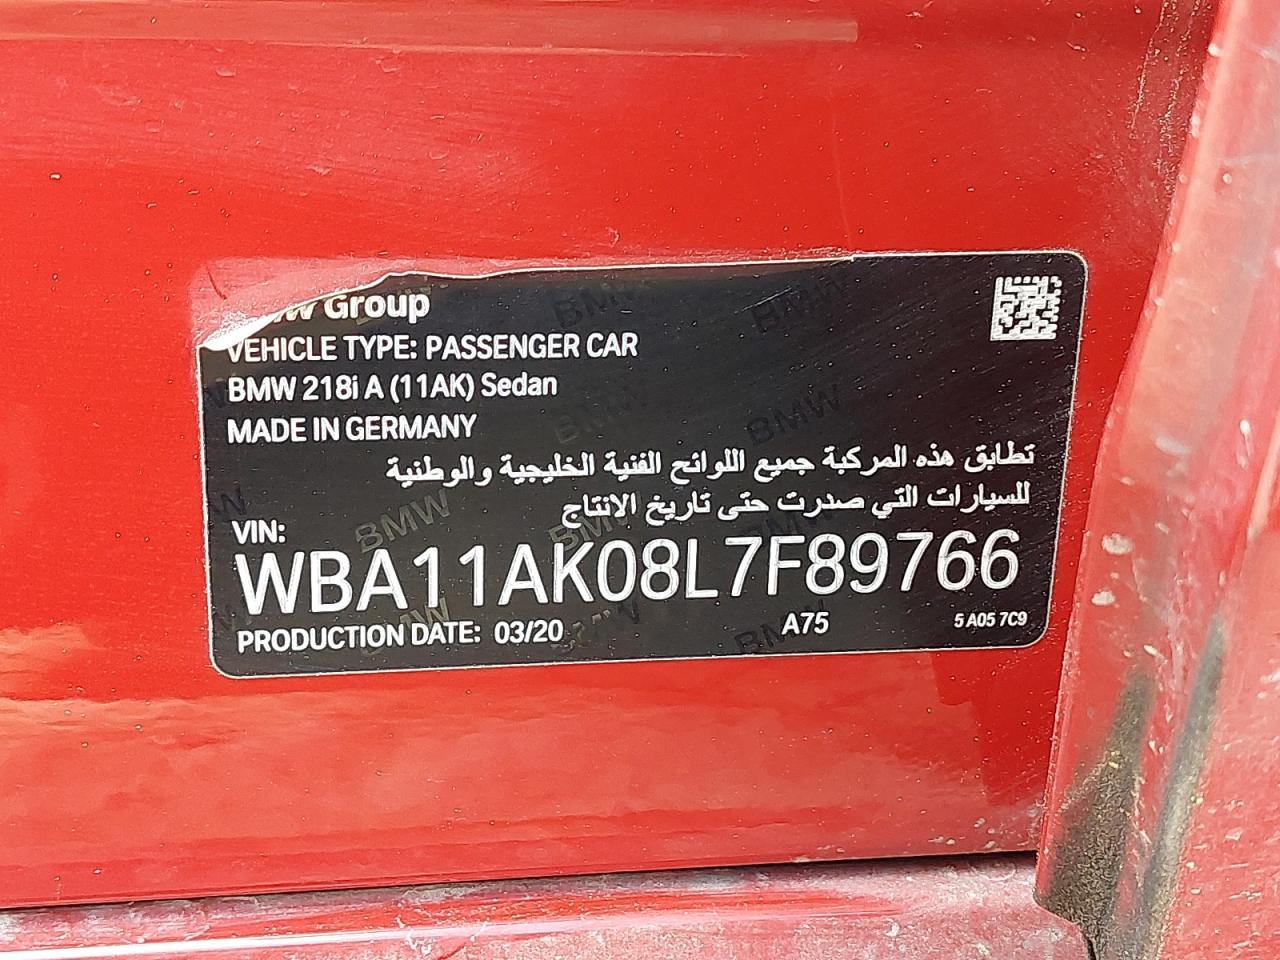 Group
VEHICLE TYPE: PASSENGER CAR
BMW 218i A (11AK) Sedan
MADE IN GERMANY
تطابق هذه المركبة جميع اللوائح الفنية الخليجية والوطنية
للسيارات التي صدرت حتى تاريخ الانتاج
VIN:
WBA11AK08L7F89766
PRODUCTION DATE: 03/20 A75 5 A05 7C9